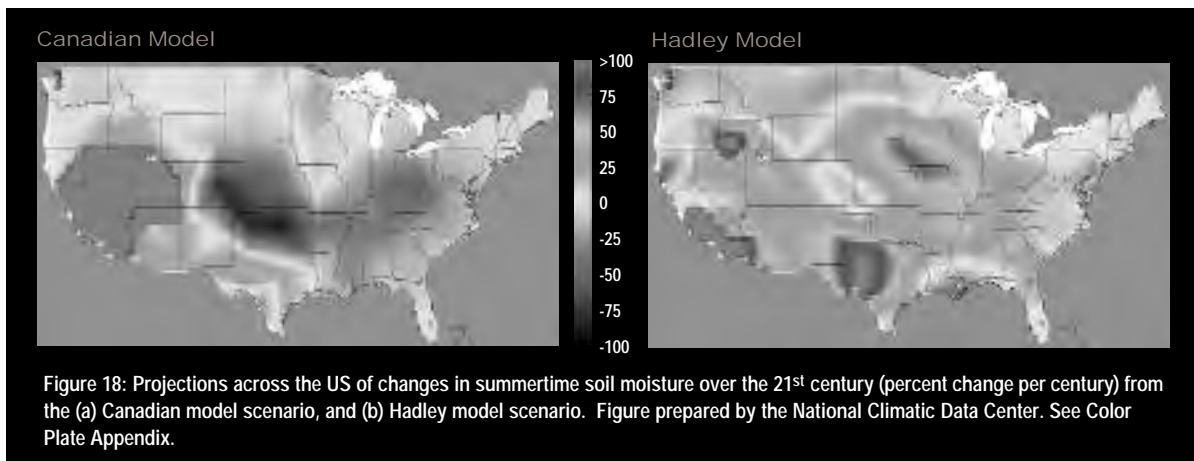 Canadian Model
Hadley Model
>100
75
50
25
0
-25
-50
-75
-100
Figure 18: Projections across the US of changes in summertime soil moisture over the 21st century (percent change per century) from
the (a) Canadian model scenario, and (b) Hadley model scenario. Figure prepared by the National Climatic Data Center. See Color
Plate Appendix.